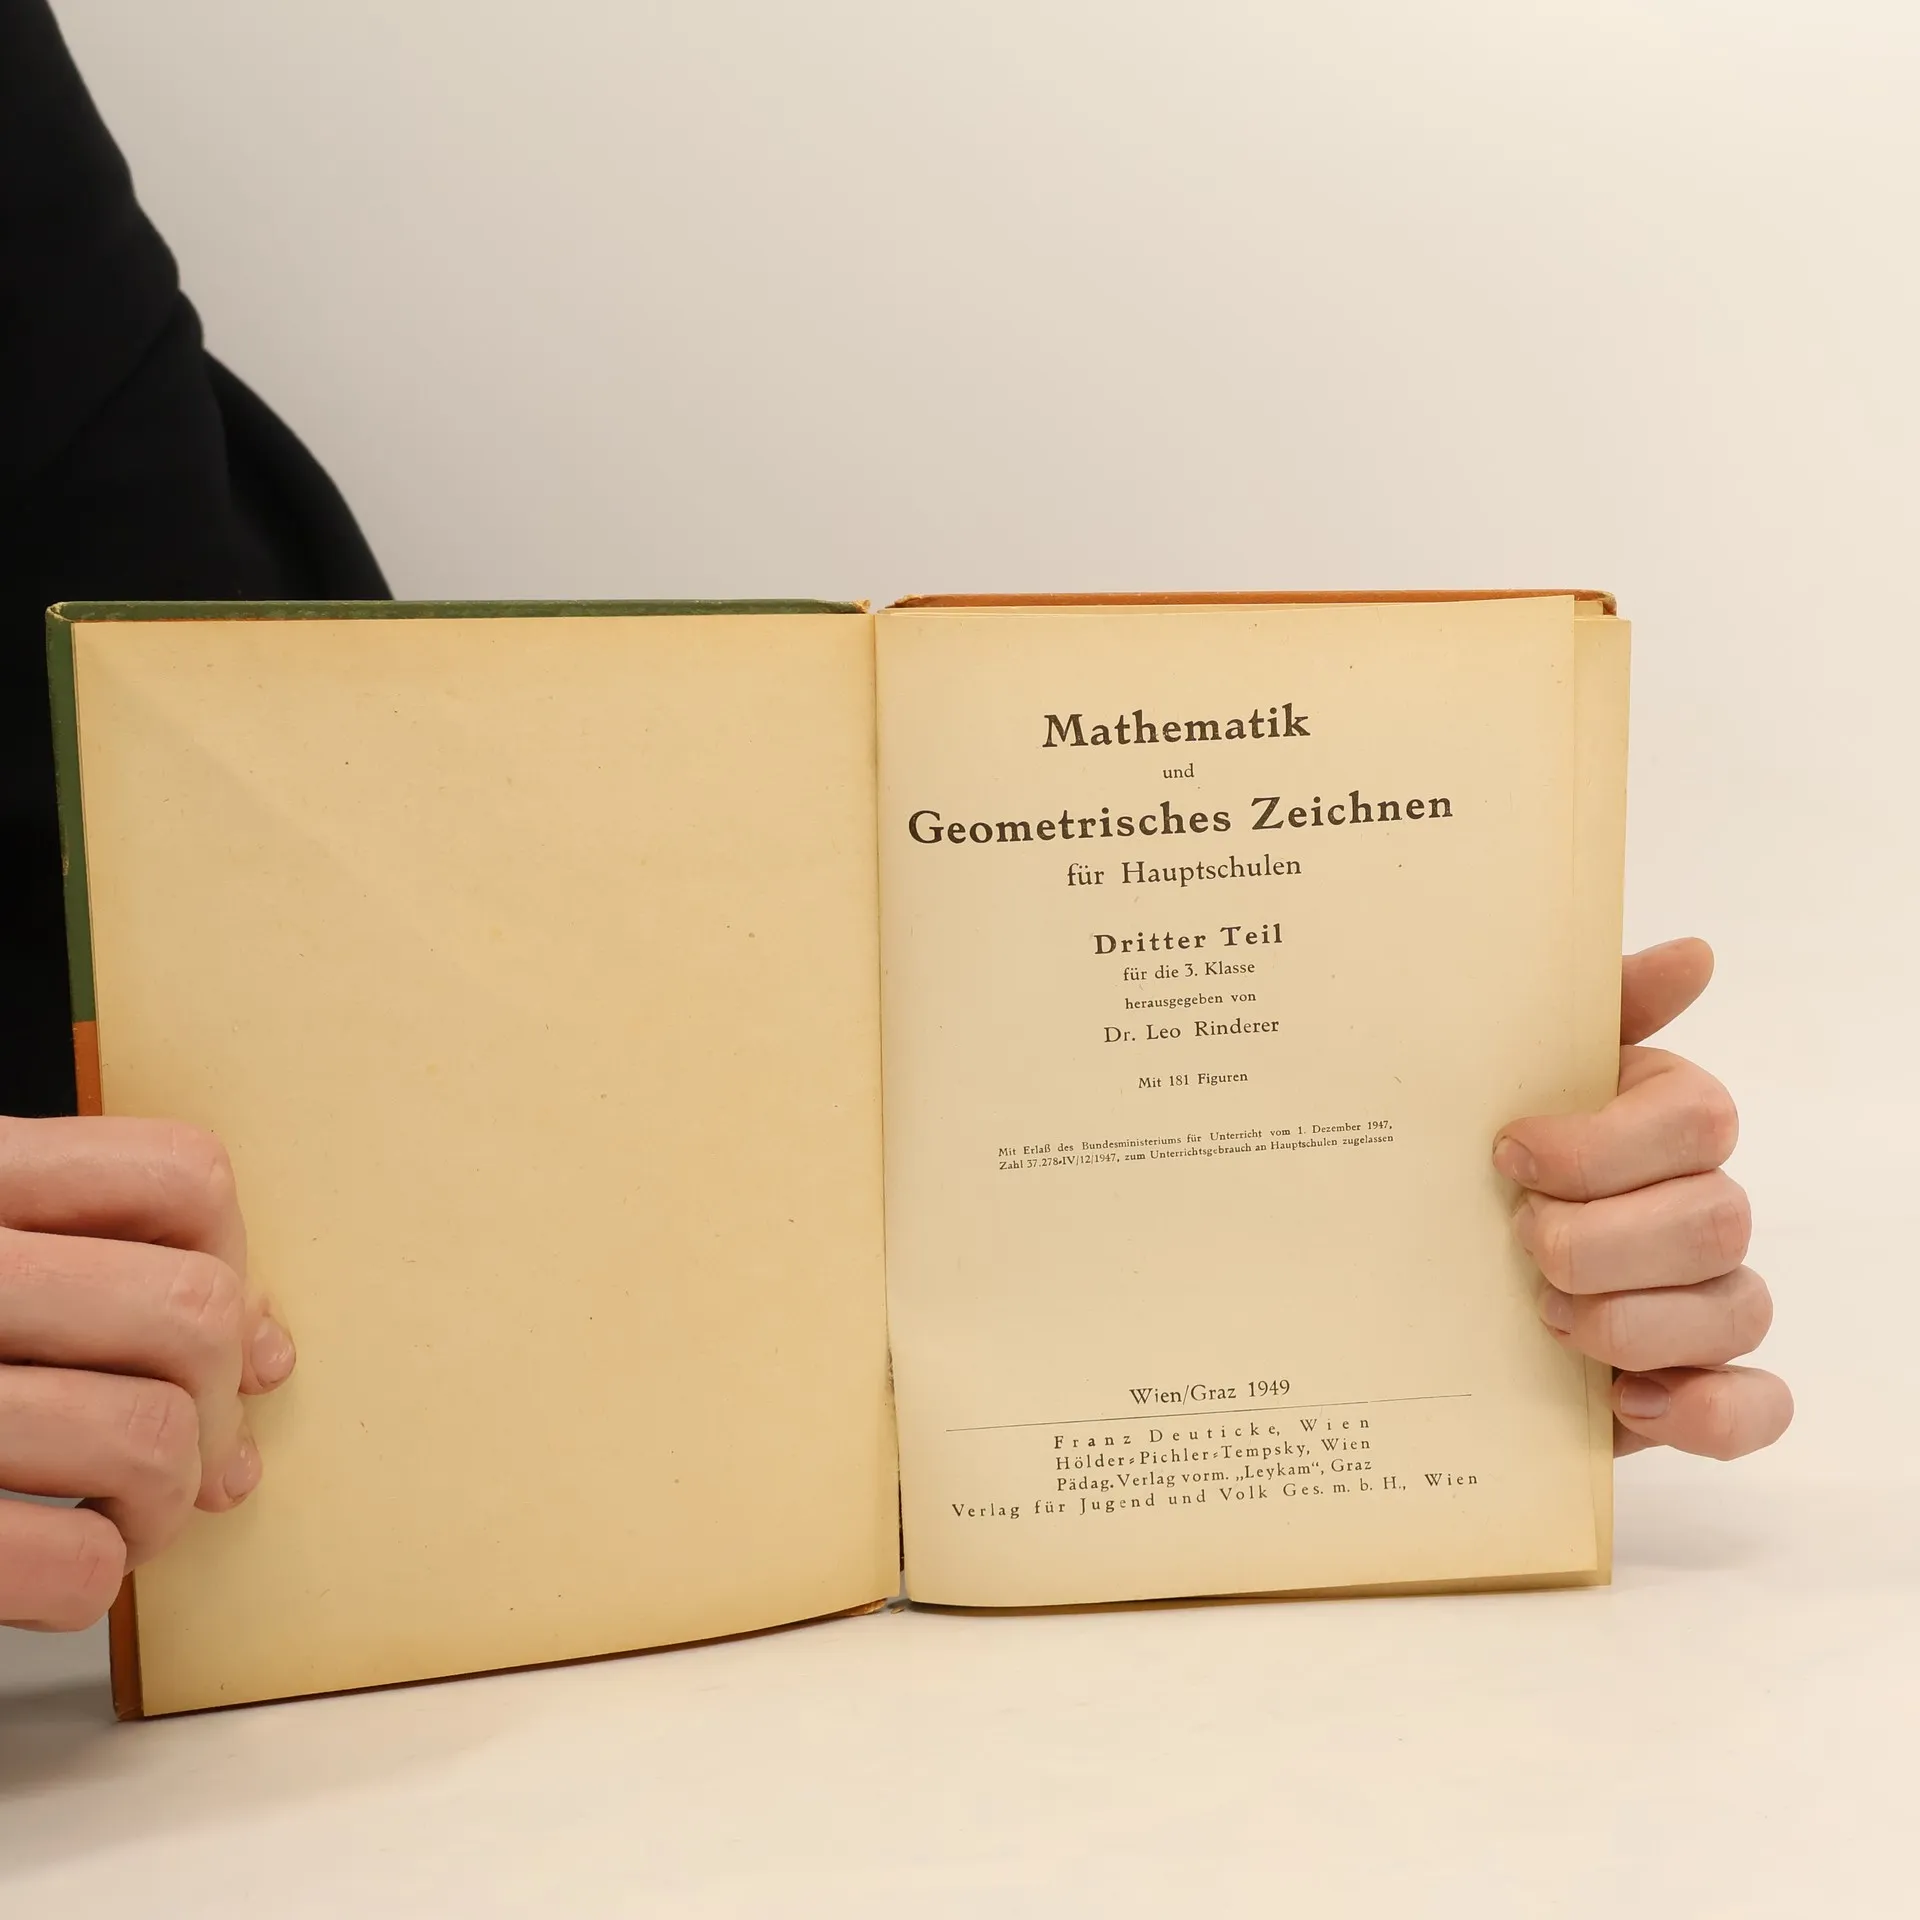 Mathematik
und
Geometrisches Zeichnen
für Hauptschulen
Dritter Teil
für die 3. Klasse
herausgegeben von
Dr. Leo Rinderer
Mit 181 Figuren
Mit Erlaß des Bundesministeriums für Unterricht vom 1. Dezember 1947,
Zahl 37.278-IV/12/1947, zum Unterrichtsgebrauch an Hauptschulen zugelassen
Wien/Graz 1949
Franz Deuticke, Wien
Hölder-Pichler-Tempsky, Wien
Pädag. Verlag vorm. „Leykam“, Graz
Verlag für Jugend und Volk Ges. m. b. H., Wien